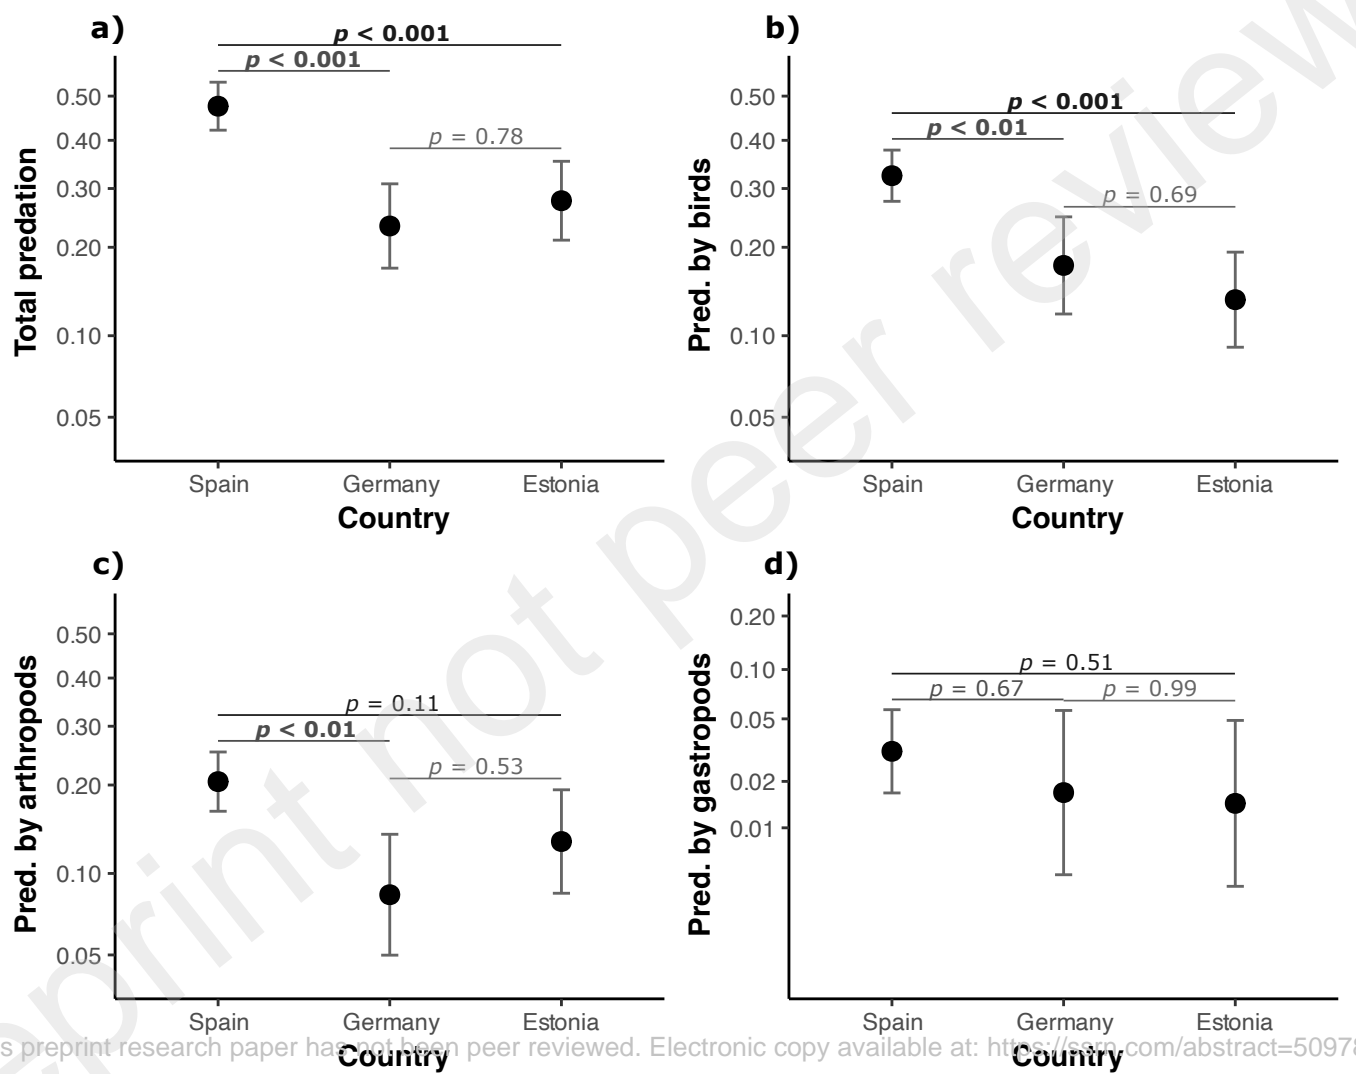 a)
p < 0.001
p < 0.001
p = 0.78
0.50
0.40
0.30
0.20
0.10
0.05
Total predation
Spain Germany Estonia
Country
b)
p < 0.001
p < 0.01
p = 0.69
0.50
0.40
0.30
0.20
0.10
0.05
Pred. by birds
Spain Germany Estonia
Country
c)
p = 0.11
p < 0.01
p = 0.53
0.50
0.40
0.30
0.20
0.10
0.05
Pred. by arthropods
Spain Germany Estonia
Country
d)
p = 0.51
p = 0.67
p = 0.99
0.20
0.10
0.05
0.02
0.01
Pred. by gastropods
Spain Germany Estonia
Country
eprint not peer review
s preprint research paper has not been peer reviewed. Electronic copy available at: https://ssrn.com/abstract=5097